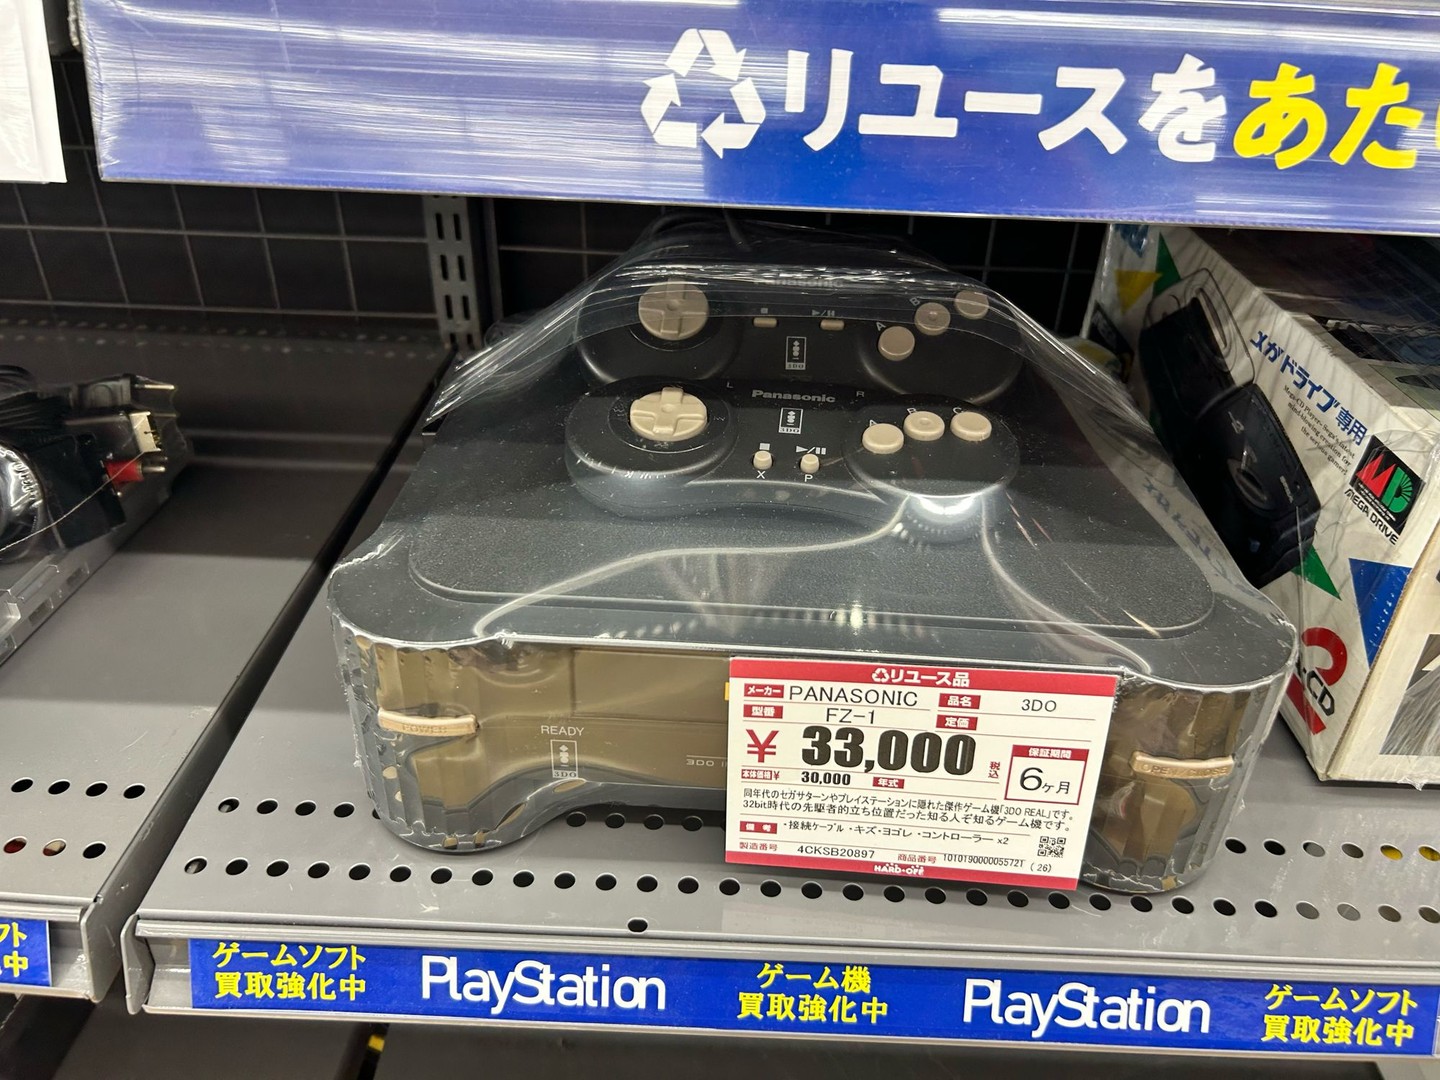 リユースをあた
Panasonic
B
A
3DO
L
Panasonic
R
3DO
A
B
C
X
P
POWER
READY
3DO
メガドライブ専用
MEGA DRIVE
2
リユース品
メーカー PANASONIC 品名 3DO
型番 FZ-1 定価
¥33,000 税込
保証期間
6ヶ月
本体価格¥ 30,000 年式
同年代のセガサターンやプレイステーションに隠れた傑作ゲーム機「3DO REAL」です。
32bit時代の先駆者的立ち位置だった知る人ぞ知るゲーム機です。
備考 ・接続ケーブル・キズ・ヨゴレ・コントローラー x2
製造番号 4CKSB20897 商品番号 1010190000055727 (26)
HARD・OFF
フト
中
ゲームソフト
買取強化中
PlayStation
ゲーム機
買取強化中
PlayStation
ゲームソフト
買取強化中